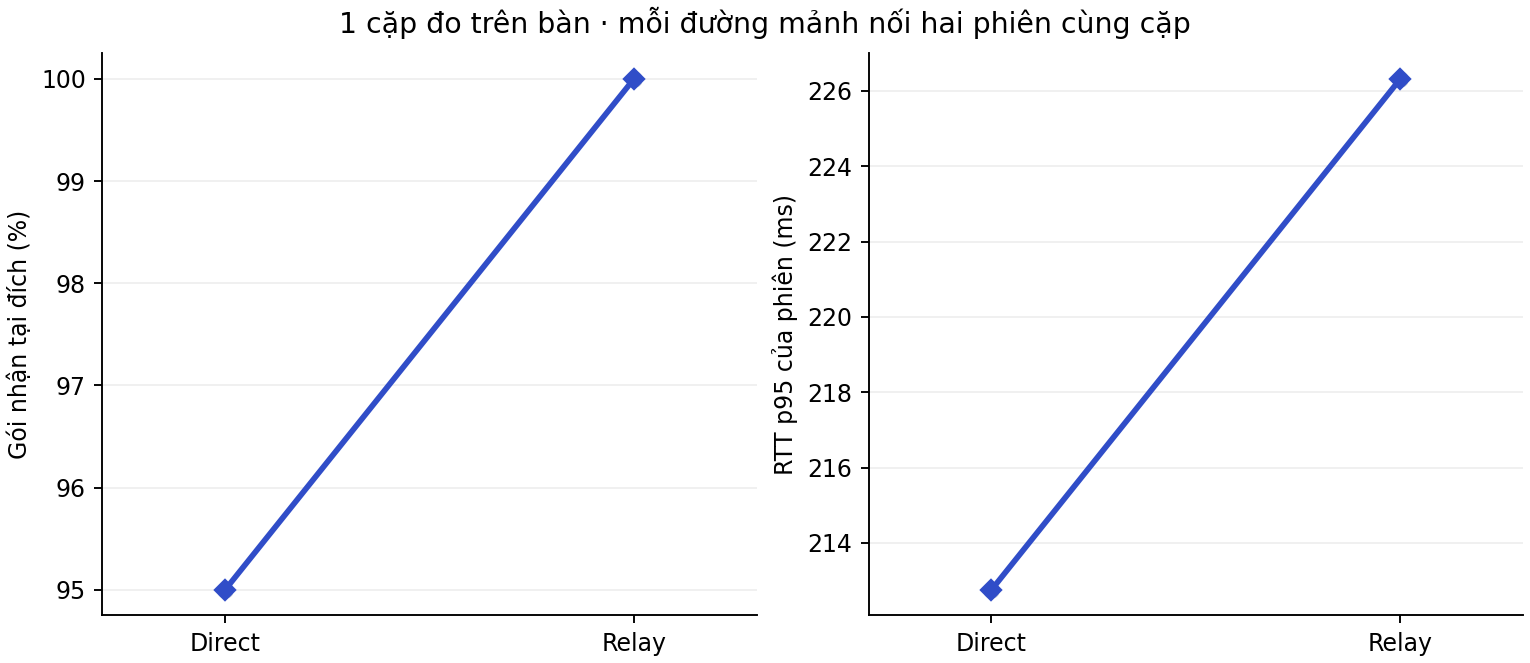 1 cặp đo trên bàn · mỗi đường mảnh nối hai phiên cùng cặp
Gói nhận tại đích (%)
100
99
98
97
96
95
Direct
Relay
RTT p95 của phiên (ms)
226
224
222
220
218
216
214
Direct
Relay